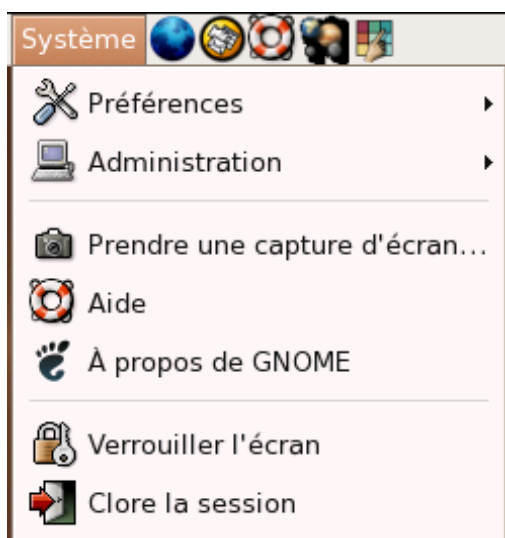 Système
Préférences
Administration
Prendre une capture d'écran...
Aide
À propos de GNOME
Verrouiller l'écran
Clore la session